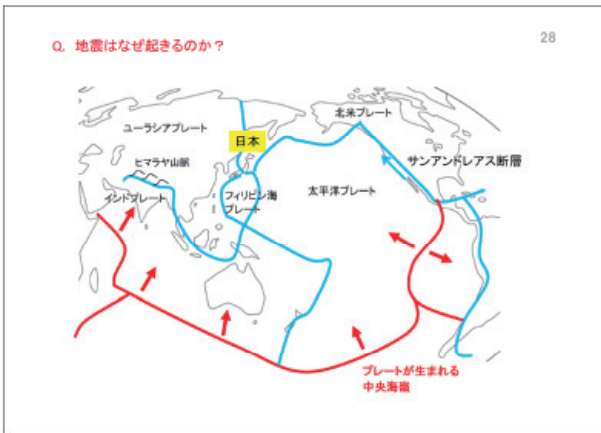 Q. 地震はなぜ起きるのか？
28
北米プレート
ユーラシアプレート
日本
サンアンドレアス断層
ヒマラヤ山脈
太平洋プレート
インドプレート
フィリピン海
プレート
プレートが生まれる
中央海嶺